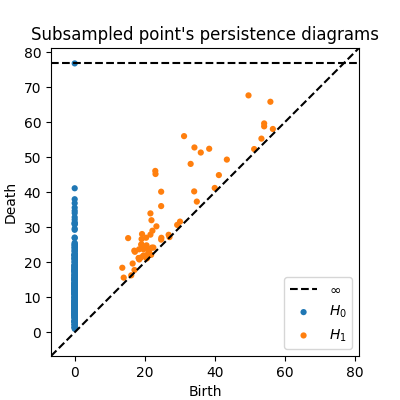 Subsampled point's persistence diagrams
80
70
60
50
40
30
20
10
0
Death
∞
H₀
H₁
0 20 40 60 80
Birth